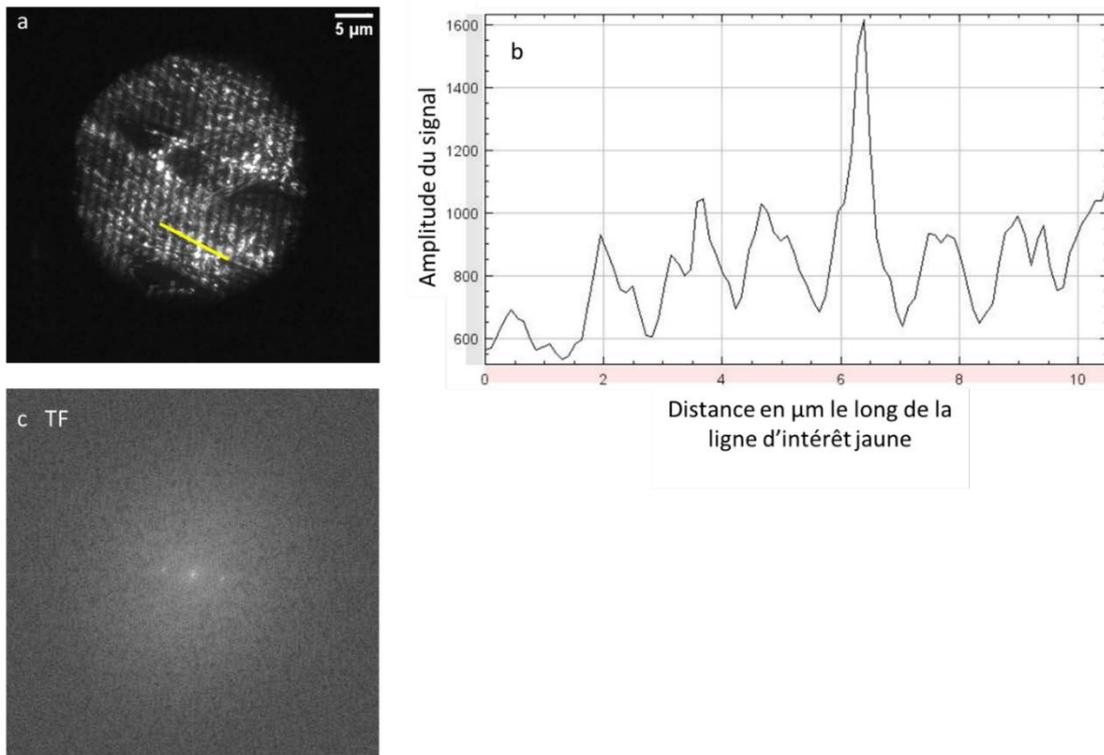 a
5 µm
b
Amplitude du signal
1600
1400
1200
1000
800
600
0 2 4 6 8 10
Distance en µm le long de la
ligne d'intérêt jaune
c TF